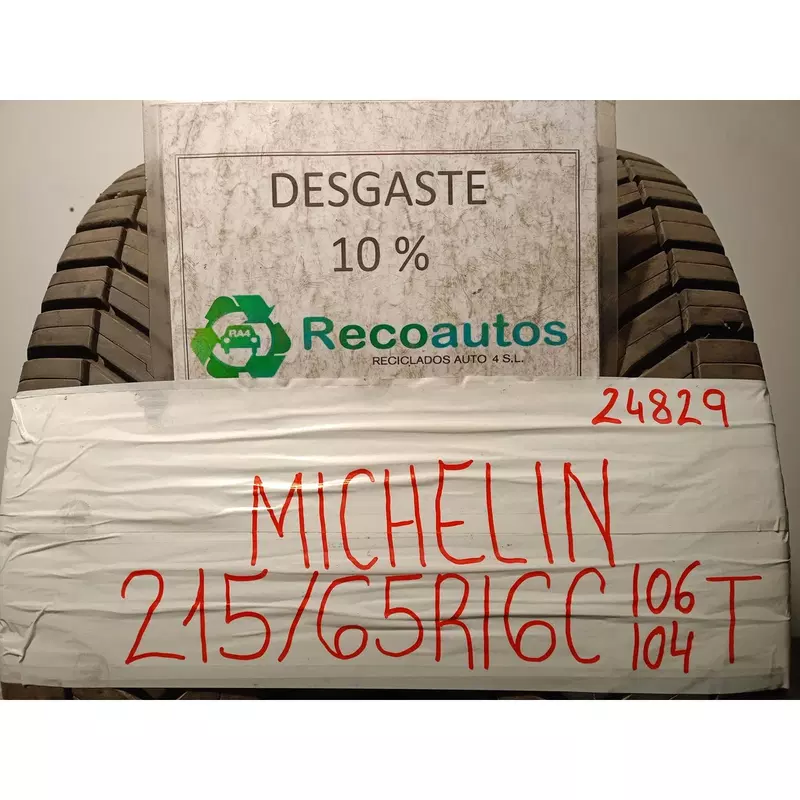 DESGASTE
10 %
RA4
Recoautos
RECICLADOS AUTO 4 S.L.
24829
MICHELIN
215/65R16C 106/104 T